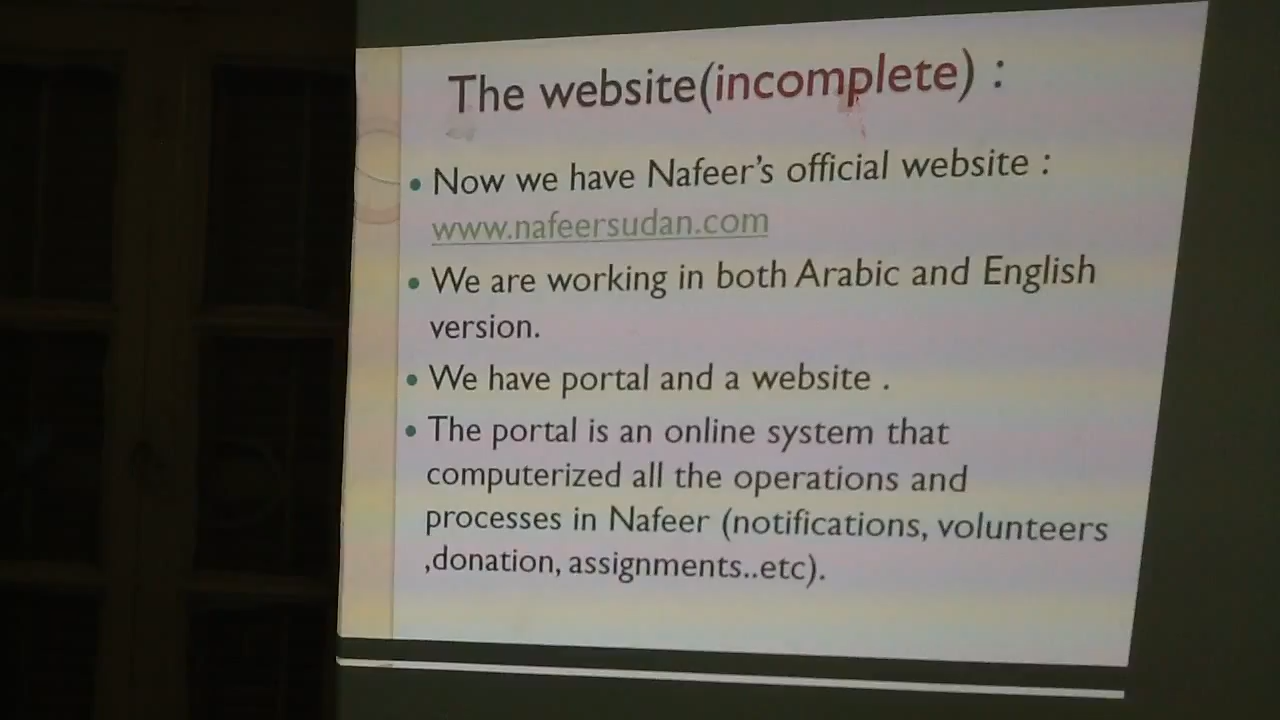 The website(incomplete) :
• Now we have Nafeer's official website :
www.nafeersudan.com
• We are working in both Arabic and English
version.
• We have portal and a website .
• The portal is an online system that
computerized all the operations and
processes in Nafeer (notifications, volunteers
,donation, assignments..etc).